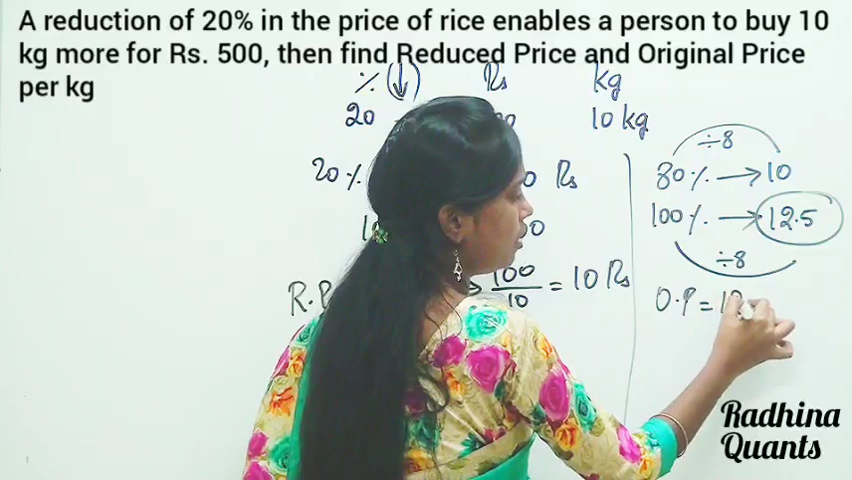 A reduction of 20% in the price of rice enables a person to buy 10
kg more for Rs. 500, then find Reduced Price and Original Price
per kg
% (↓) Rs kg
20 10 kg
20% Rs
R.P 100/10 = 10 Rs
÷8
80% → 10
100% → 12.5
÷8
O.P =
Radhina
Quants